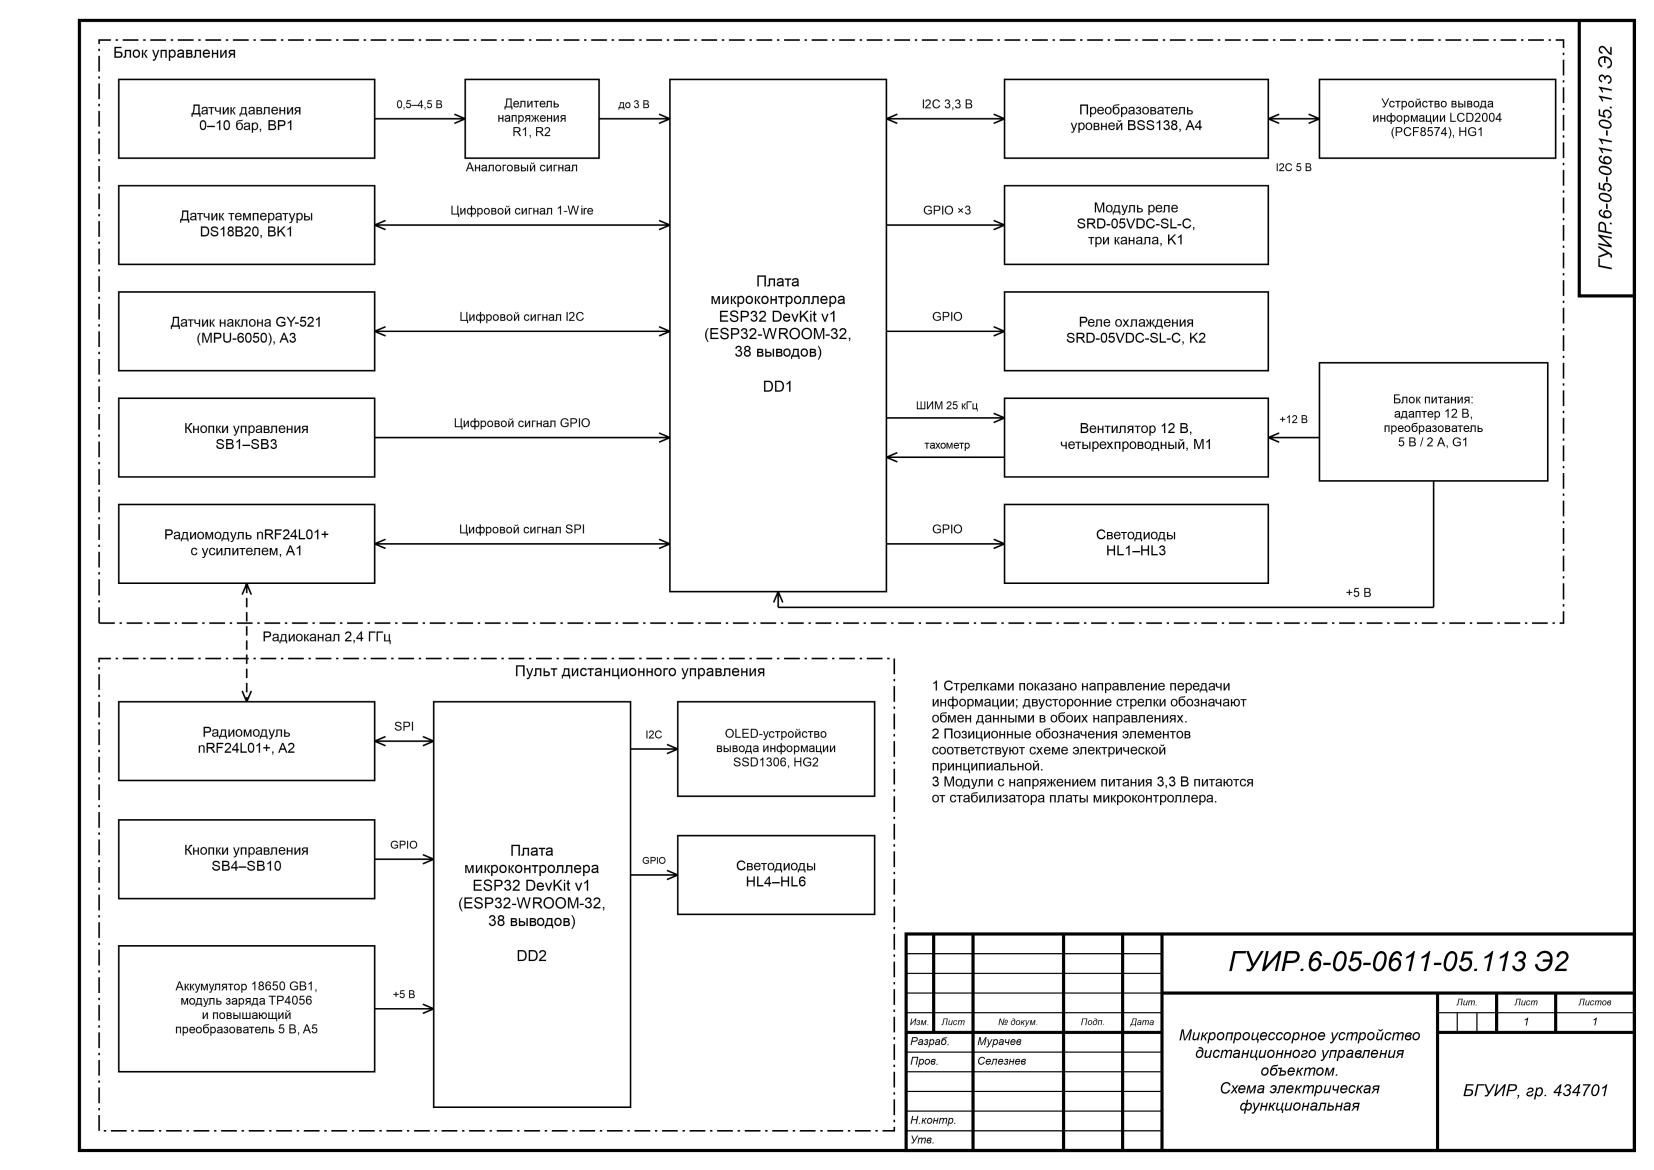 Блок управления
ГУИР.6-05-0611-05.113 Э2
Датчик давления
0–10 бар, BP1
0,5–4,5 В
Делитель
напряжения
R1, R2
Аналоговый сигнал
до 3 В
Датчик температуры
DS18B20, BK1
Цифровой сигнал 1-Wire
Датчик наклона GY-521
(MPU-6050), A3
Цифровой сигнал I2C
Кнопки управления
SB1–SB3
Цифровой сигнал GPIO
Радиомодуль nRF24L01+
с усилителем, A1
Цифровой сигнал SPI
Плата
микроконтроллера
ESP32 DevKit v1
(ESP32-WROOM-32,
38 выводов)
DD1
I2C 3,3 В
Преобразователь
уровней BSS138, A4
I2C 5 В
Устройство вывода
информации LCD2004
(PCF8574), HG1
GPIO ×3
Модуль реле
SRD-05VDC-SL-C,
три канала, K1
GPIO
Реле охлаждения
SRD-05VDC-SL-C, K2
ШИМ 25 кГц
тахометр
Вентилятор 12 В,
четырехпроводный, M1
+12 В
Блок питания:
адаптер 12 В,
преобразователь
5 В / 2 А, G1
GPIO
Светодиоды
HL1–HL3
+5 В
Радиоканал 2,4 ГГц
Пульт дистанционного управления
Радиомодуль
nRF24L01+, A2
SPI
Кнопки управления
SB4–SB10
GPIO
Аккумулятор 18650 GB1,
модуль заряда TP4056
и повышающий
преобразователь 5 В, A5
+5 В
Плата
микроконтроллера
ESP32 DevKit v1
(ESP32-WROOM-32,
38 выводов)
DD2
I2C
OLED-устройство
вывода информации
SSD1306, HG2
GPIO
Светодиоды
HL4–HL6
1 Стрелками показано направление передачи
информации; двусторонние стрелки обозначают
обмен данными в обоих направлениях.
2 Позиционные обозначения элементов
соответствуют схеме электрической
принципиальной.
3 Модули с напряжением питания 3,3 В питаются
от стабилизатора платы микроконтроллера.
ГУИР.6-05-0611-05.113 Э2
Изм. Лист № докум. Подп. Дата
Разраб. Мурачев
Пров. Селезнев
Н.контр.
Утв.
Микропроцессорное устройство
дистанционного управления
объектом.
Схема электрическая
функциональная
Лит. Лист Листов
1 1
БГУИР, гр. 434701